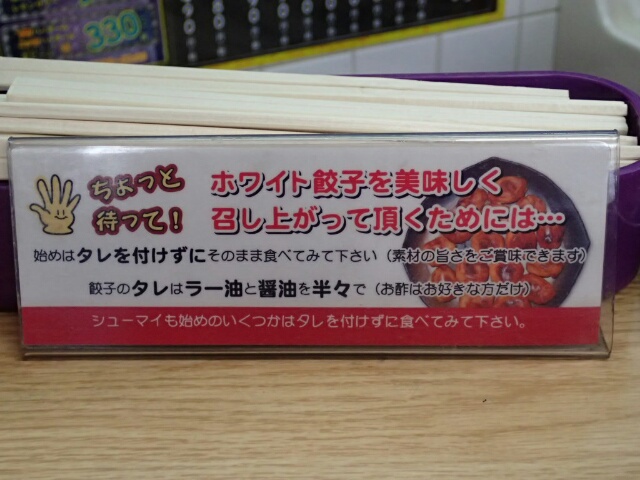 330
ちょっと
待って！
ホワイト餃子を美味しく
召し上がって頂くためには…
始めはタレを付けずにそのまま食べてみて下さい（素材の旨さをご賞味できます）
餃子のタレはラー油と醤油を半々で（お酢はお好きな方だけ）
シューマイも始めのいくつかはタレを付けずに食べてみて下さい。